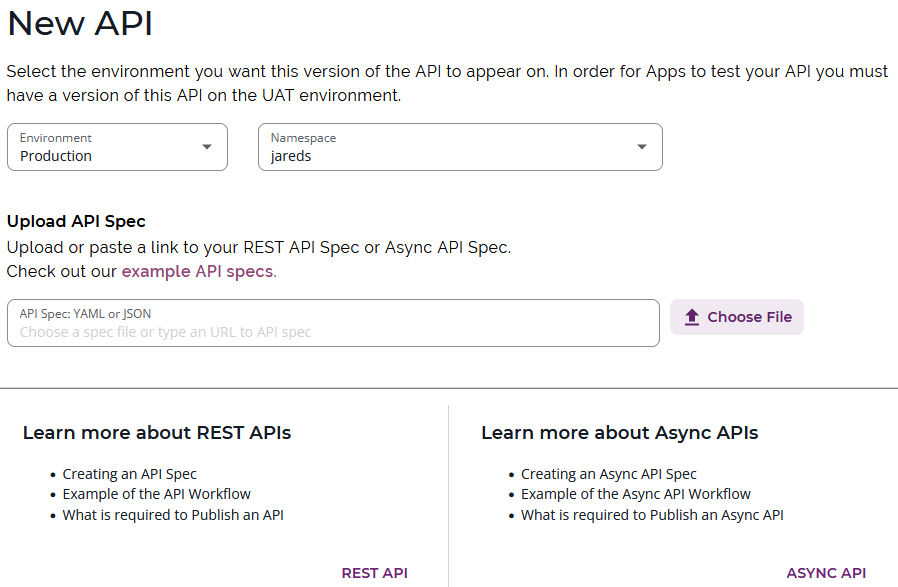 New API
Select the environment you want this version of the API to appear on. In order for Apps to test your API you must
have a version of this API on the UAT environment.
Environment
Production
Namespace
jareds
Upload API Spec
Upload or paste a link to your REST API Spec or Async API Spec.
Check out our example API specs.
API Spec: YAML or JSON
Choose a spec file or type an URL to API spec
Choose File
Learn more about REST APIs
Creating an API Spec
Example of the API Workflow
What is required to Publish an API
REST API
Learn more about Async APIs
Creating an Async API Spec
Example of the Async API Workflow
What is required to Publish an Async API
ASYNC API